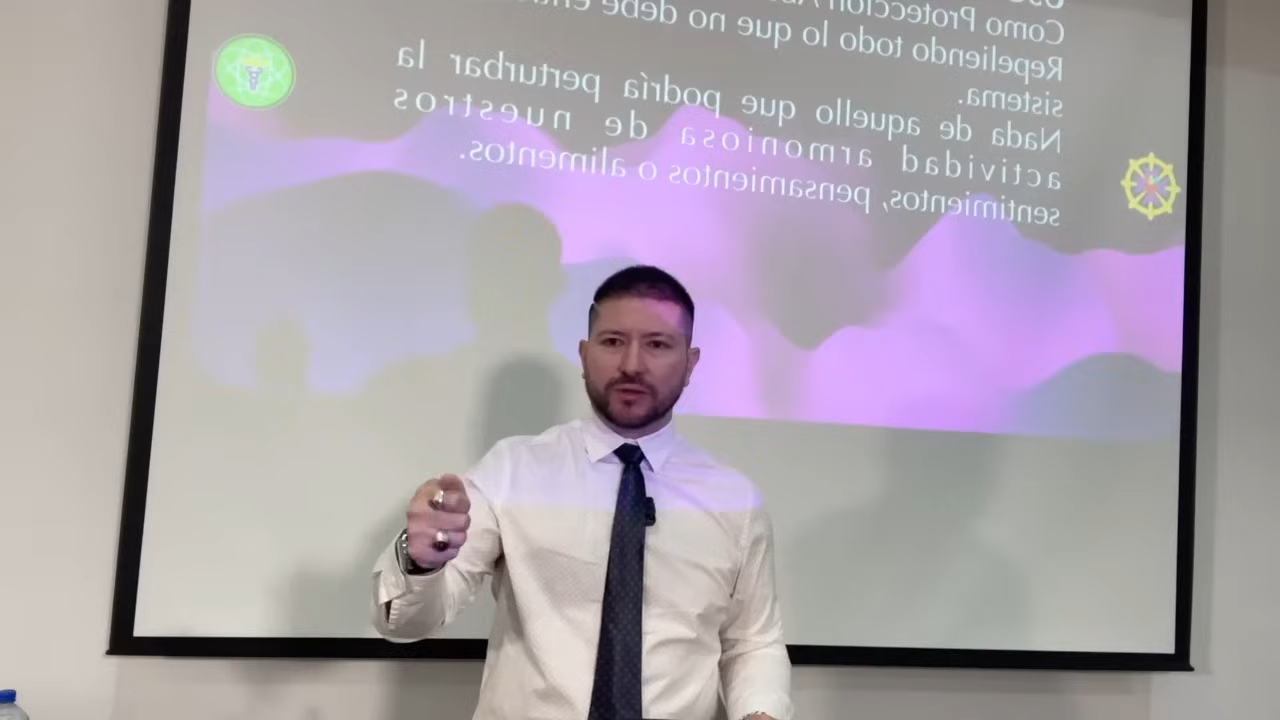 Como Protección
Repeliendo todo lo que no debe
sistema.
Nada de aquello que podría perturbar la
actividad armoniosa de nuestros
sentimientos, pensamientos o alimentos.